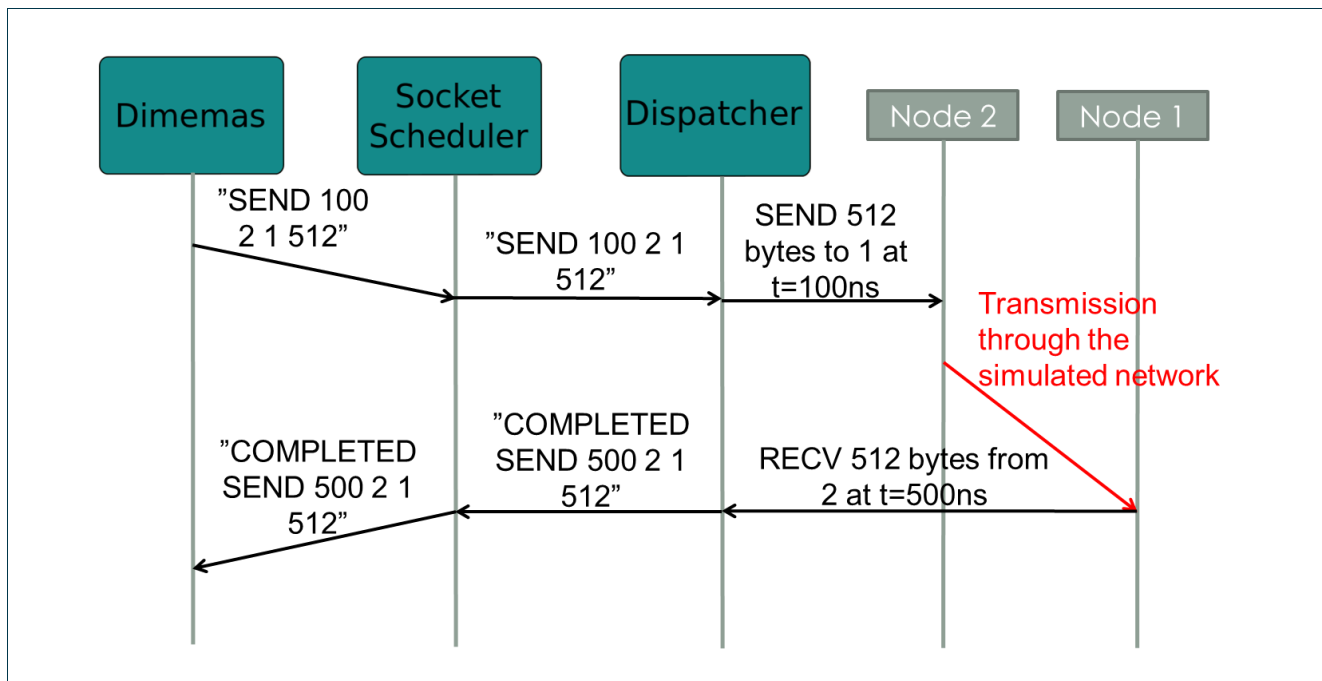 Dimemas
Socket
Scheduler
Dispatcher
Node 2
Node 1
”SEND 100
2 1 512”
”SEND 100 2 1
512”
SEND 512
bytes to 1 at
t=100ns
Transmission
through the
simulated network
”COMPLETED
SEND 500 2 1
512”
”COMPLETED
SEND 500 2 1
512”
RECV 512 bytes from
2 at t=500ns